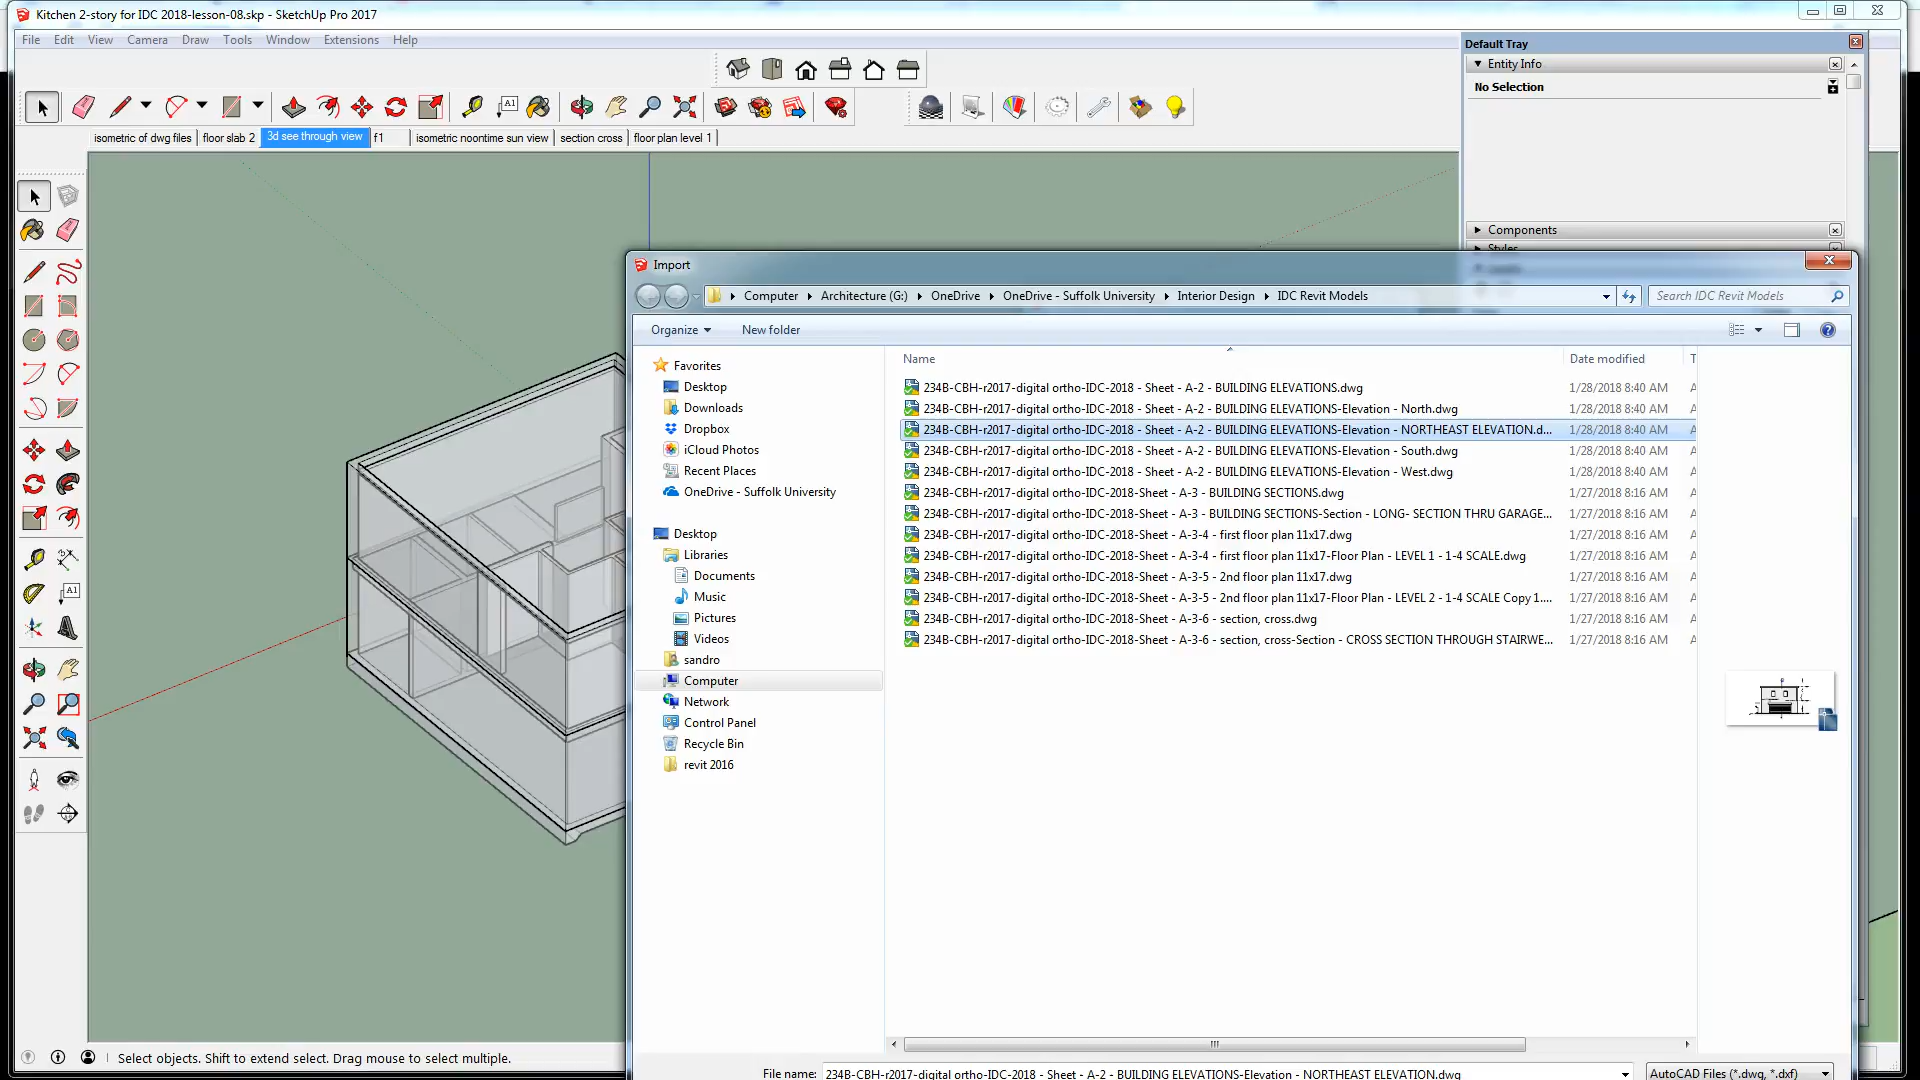 Kitchen 2-story for IDC 2018-lesson-08.skp - SketchUp Pro 2017
File Edit View Camera Draw Tools Window Extensions Help
isometric of dwg files floor slab 2 3d see through view f1 isometric noontime sun view section cross floor plan level 1
A1
A1
Default Tray
Entity Info
No Selection
Components
Styles
Import
Computer Architecture (G:) OneDrive OneDrive - Suffolk University Interior Design IDC Revit Models
Search IDC Revit Models
Organize New folder
Favorites
Desktop
Downloads
Dropbox
iCloud Photos
Recent Places
OneDrive - Suffolk University
Desktop
Libraries
Documents
Music
Pictures
Videos
sandro
Computer
Network
Control Panel
Recycle Bin
revit 2016
Name Date modified T
234B-CBH-r2017-digital ortho-IDC-2018 - Sheet - A-2 - BUILDING ELEVATIONS.dwg 1/28/2018 8:40 AM A
234B-CBH-r2017-digital ortho-IDC-2018 - Sheet - A-2 - BUILDING ELEVATIONS-Elevation - North.dwg 1/28/2018 8:40 AM A
234B-CBH-r2017-digital ortho-IDC-2018 - Sheet - A-2 - BUILDING ELEVATIONS-Elevation - NORTHEAST ELEVATION.d... 1/28/2018 8:40 AM A
234B-CBH-r2017-digital ortho-IDC-2018 - Sheet - A-2 - BUILDING ELEVATIONS-Elevation - South.dwg 1/28/2018 8:40 AM A
234B-CBH-r2017-digital ortho-IDC-2018 - Sheet - A-2 - BUILDING ELEVATIONS-Elevation - West.dwg 1/28/2018 8:40 AM A
234B-CBH-r2017-digital ortho-IDC-2018-Sheet - A-3 - BUILDING SECTIONS.dwg 1/27/2018 8:16 AM A
234B-CBH-r2017-digital ortho-IDC-2018-Sheet - A-3 - BUILDING SECTIONS-Section - LONG- SECTION THRU GARAGE... 1/27/2018 8:16 AM A
234B-CBH-r2017-digital ortho-IDC-2018-Sheet - A-3-4 - first floor plan 11x17.dwg 1/27/2018 8:16 AM A
234B-CBH-r2017-digital ortho-IDC-2018-Sheet - A-3-4 - first floor plan 11x17-Floor Plan - LEVEL 1 - 1-4 SCALE.dwg 1/27/2018 8:16 AM A
234B-CBH-r2017-digital ortho-IDC-2018-Sheet - A-3-5 - 2nd floor plan 11x17.dwg 1/27/2018 8:16 AM A
234B-CBH-r2017-digital ortho-IDC-2018-Sheet - A-3-5 - 2nd floor plan 11x17-Floor Plan - LEVEL 2 - 1-4 SCALE Copy 1.... 1/27/2018 8:16 AM A
234B-CBH-r2017-digital ortho-IDC-2018-Sheet - A-3-6 - section, cross.dwg 1/27/2018 8:16 AM A
234B-CBH-r2017-digital ortho-IDC-2018-Sheet - A-3-6 - section, cross-Section - CROSS SECTION THROUGH STAIRWE... 1/27/2018 8:16 AM A
File name: 234B-CBH-r2017-digital ortho-IDC-2018 - Sheet - A-2 - BUILDING ELEVATIONS-Elevation - NORTHEAST ELEVATION.dwg AutoCAD Files (*.dwg, *.dxf)
Select objects. Shift to extend select. Drag mouse to select multiple.